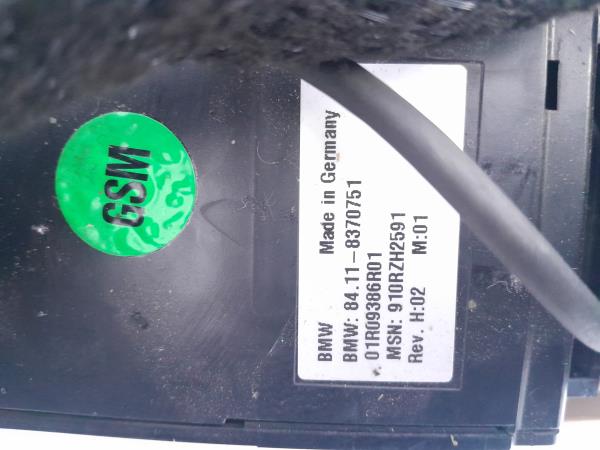 GSM
BMW Made in Germany
BMW: 84.11-8370751
01R09386R01
MSN: 910RZH2591
Rev. H:02 M:01